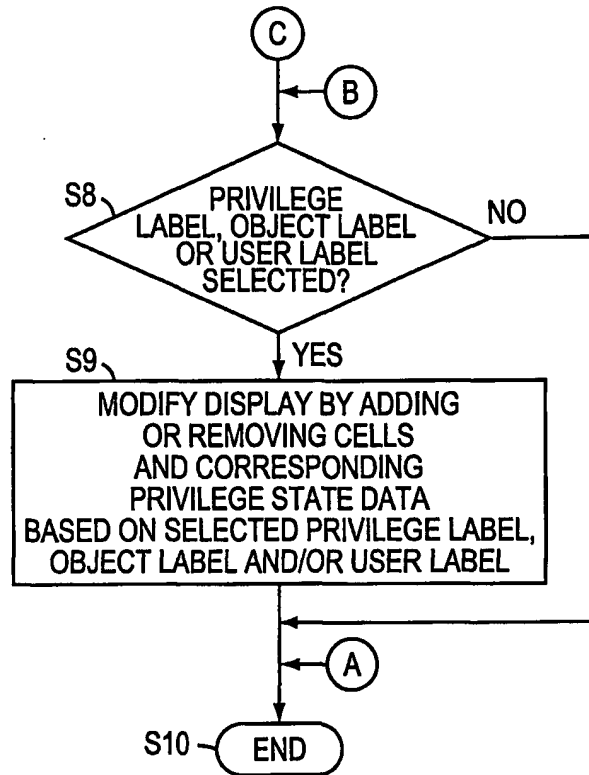 C
B
S8
PRIVILEGE
LABEL, OBJECT LABEL
OR USER LABEL
SELECTED?
NO
YES
S9
MODIFY DISPLAY BY ADDING
OR REMOVING CELLS
AND CORRESPONDING
PRIVILEGE STATE DATA
BASED ON SELECTED PRIVILEGE LABEL,
OBJECT LABEL AND/OR USER LABEL
A
S10
END